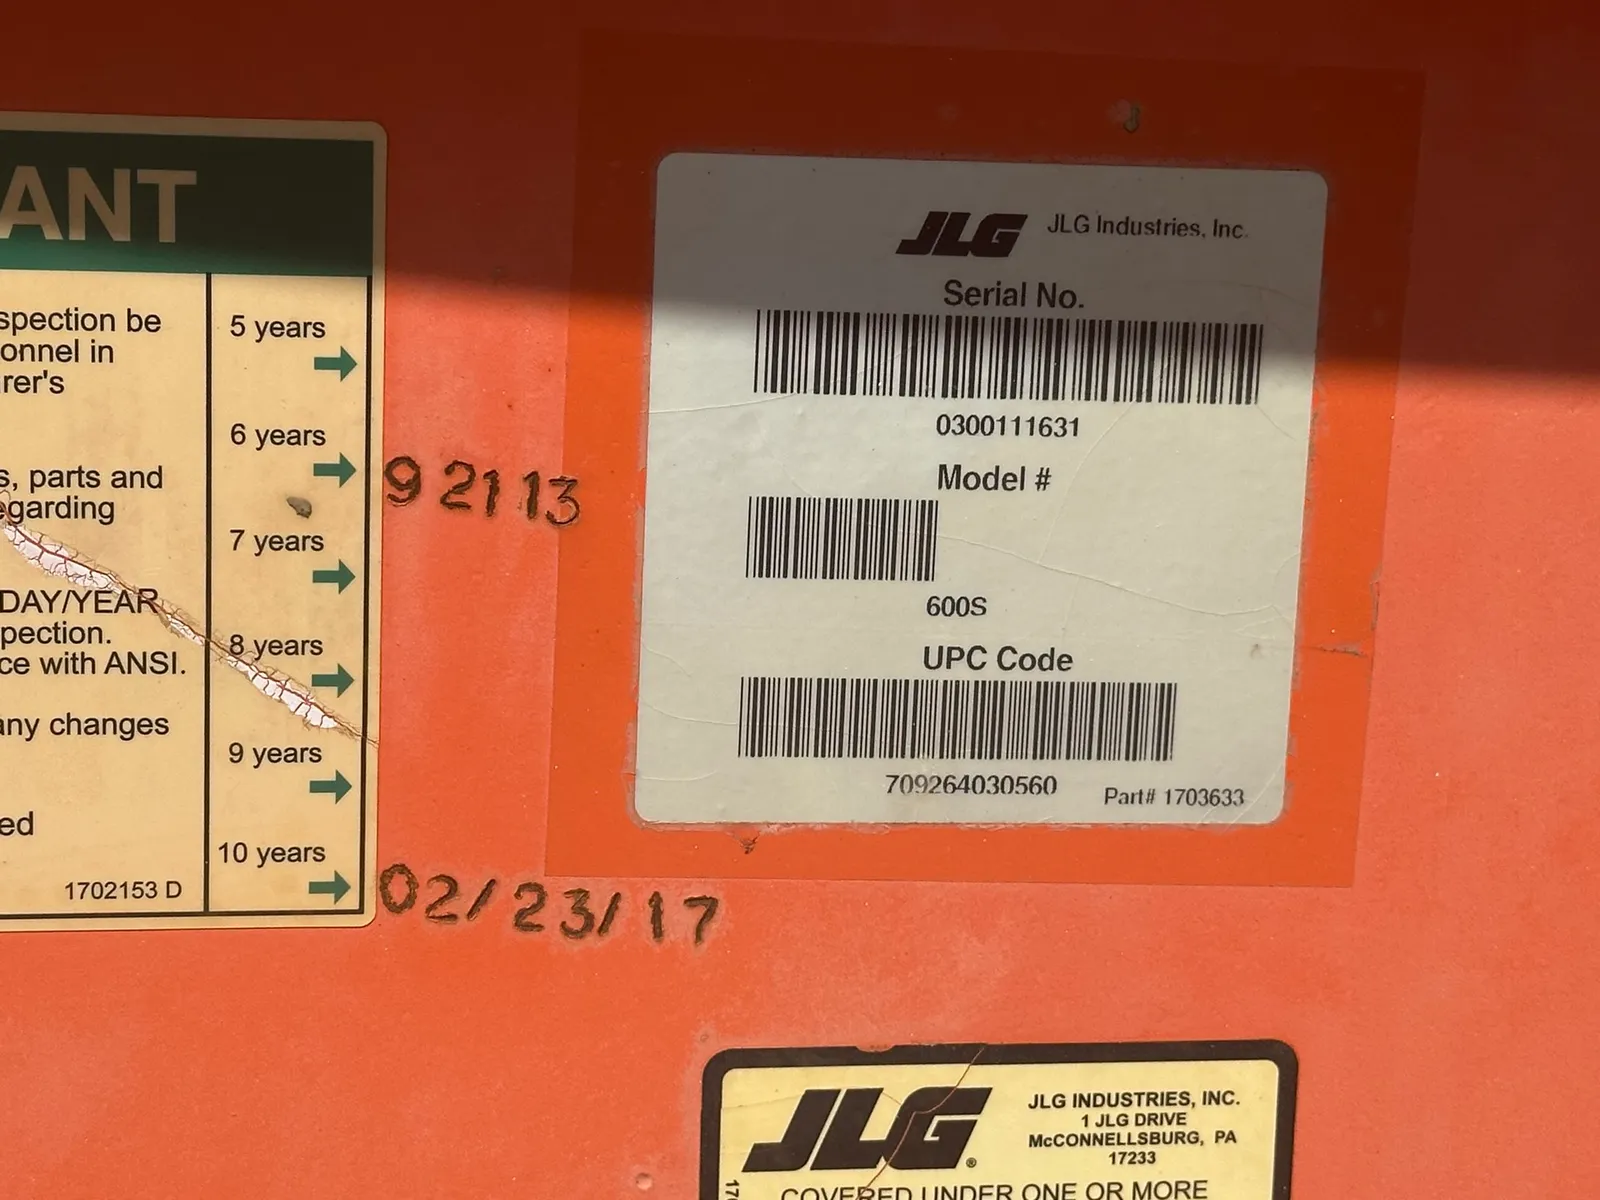 ANT
spection be
onnel in
rer's
s, parts and
egarding
DAY/YEAR
pection.
ce with ANSI.
any changes
ed
1702153 D
5 years
6 years
7 years
8 years
9 years
10 years
9 21 13
02/23/17
JLG JLG Industries, Inc.
Serial No.
0300111631
Model #
600S
UPC Code
709264030560
Part# 1703633
JLG®
JLG INDUSTRIES, INC.
1 JLG DRIVE
McCONNELLSBURG, PA
17233
COVERED UNDER ONE OR MORE